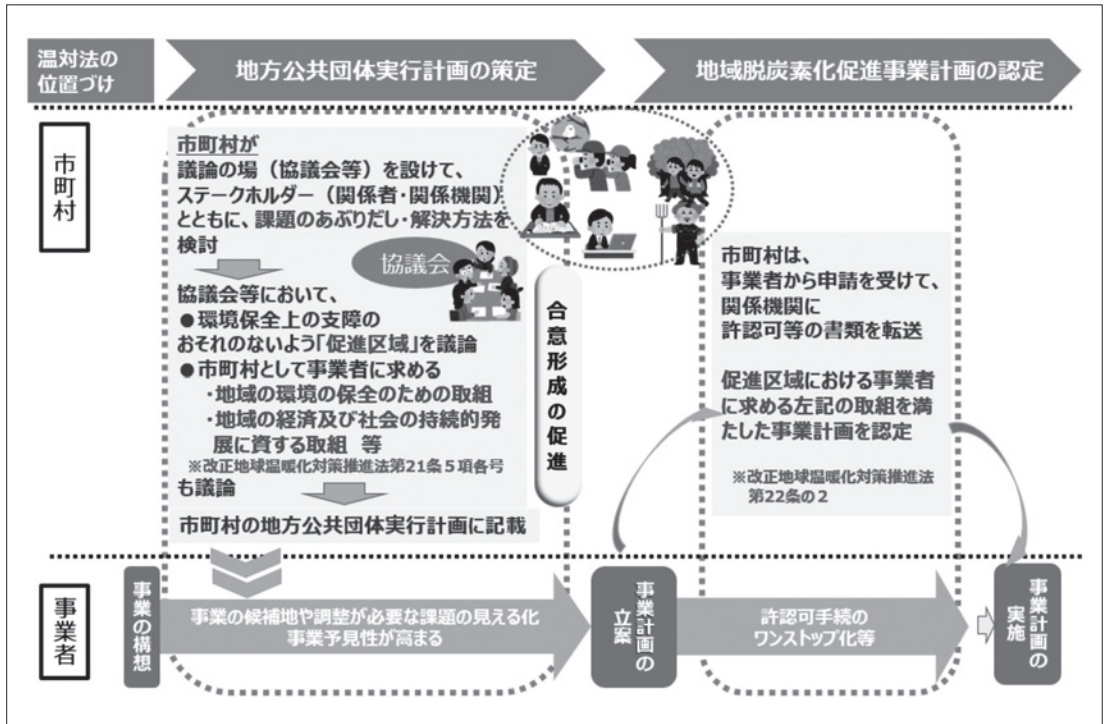 温対法の
位置づけ
地方公共団体実行計画の策定
地域脱炭素化促進事業計画の認定
市町村
市町村が
議論の場（協議会等）を設けて、
ステークホルダー（関係者・関係機関）
とともに、課題のあぶりだし・解決方法を
検討
協議会
協議会等において、
●環境保全上の支障の
おそれのないよう「促進区域」を議論
●市町村として事業者に求める
・地域の環境の保全のための取組
・地域の経済及び社会の持続的発
展に資する取組 等
※改正地球温暖化対策推進法第21条５項各号
も議論
市町村の地方公共団体実行計画に記載
合意形成の促進
市町村は、
事業者から申請を受けて、
関係機関に
許認可等の書類を転送
促進区域における事業者
に求める左記の取組を満
たした事業計画を認定
※改正地球温暖化対策推進法
第22条の２
事業者
事業の構想
事業の候補地や調整が必要な課題の見える化
事業予見性が高まる
事業計画の
立案
許認可手続の
ワンストップ化等
事業計画の
実施